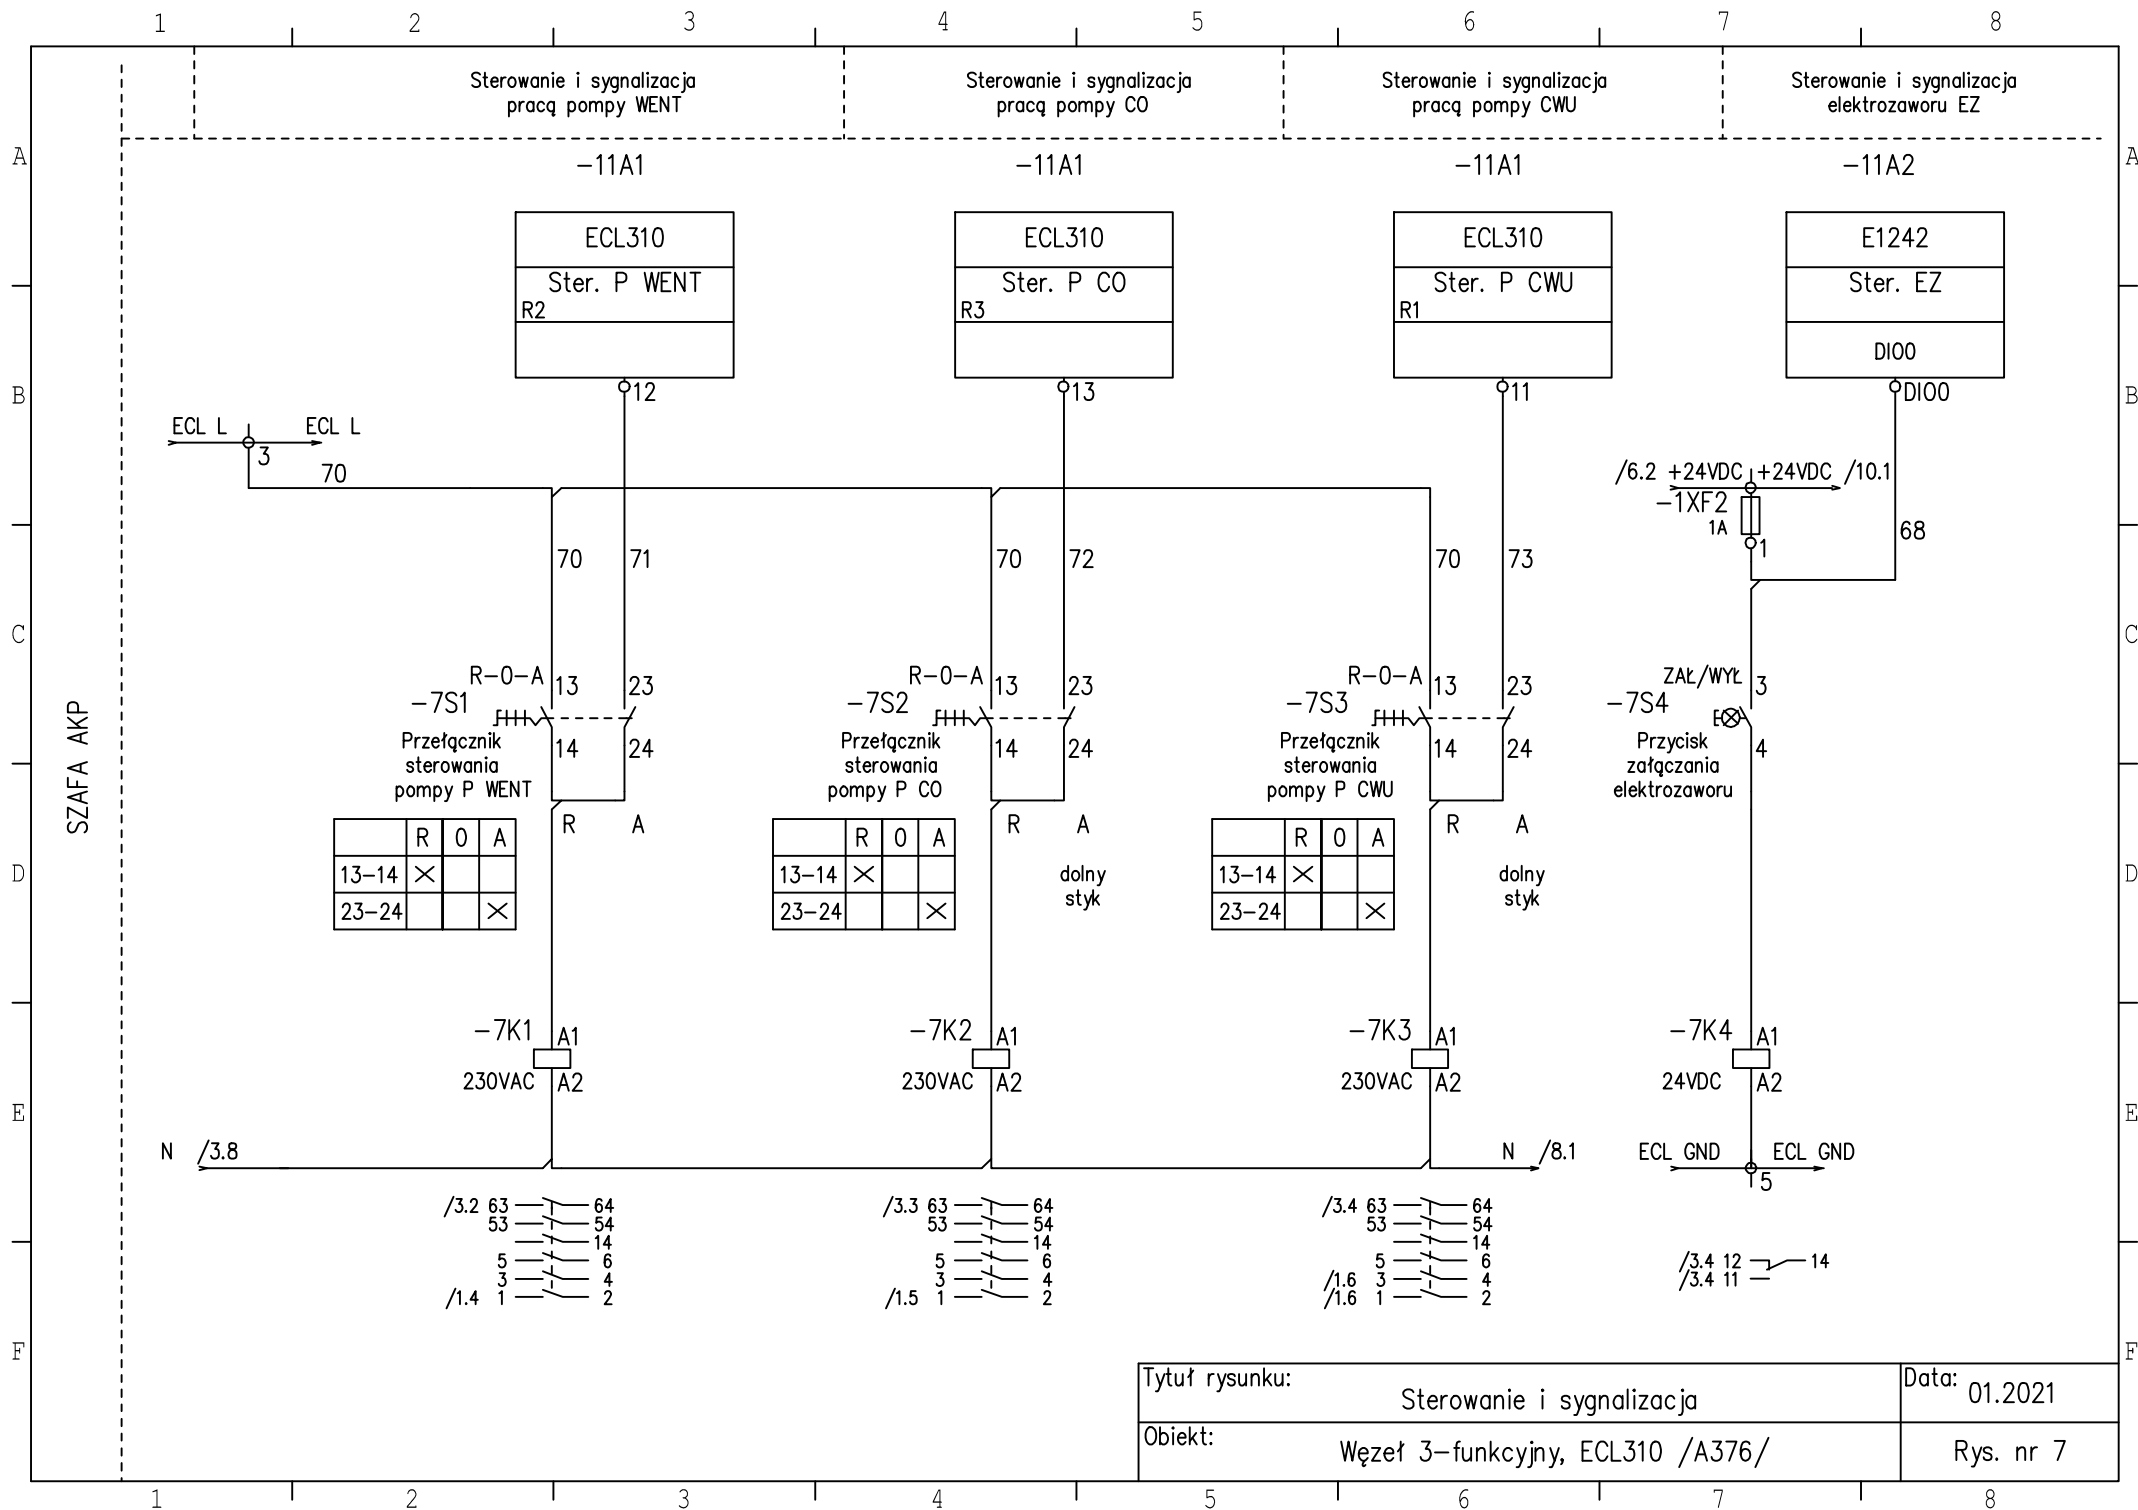 1 2 3 4 5 6 7 8
Sterowanie i sygnalizacja
pracą pompy WENT
Sterowanie i sygnalizacja
pracą pompy CO
Sterowanie i sygnalizacja
pracą pompy CWU
Sterowanie i sygnalizacja
elektrozaworu EZ
A A
-11A1 -11A1 -11A1 -11A2
ECL310 ECL310 ECL310 E1242
Ster. P WENT Ster. P CO Ster. P CWU Ster. EZ
R2 R3 R1
DIO0
B B
12 13 11 DIO0
ECL L ECL L
3
70
/6.2 +24VDC +24VDC /10.1
-1XF2
1A
1
68
70 71 70 72 70 73
C C
R-0-A 13 23 R-0-A 13 23 R-0-A 13 23 ZAŁ/WYŁ 3
-7S1 -7S2 -7S3 -7S4
14 24 14 24 14 24 4
Przełącznik
sterowania
pompy P WENT
Przełącznik
sterowania
pompy P CO
Przełącznik
sterowania
pompy P CWU
Przycisk
załączania
elektrozaworu
SZAFA AKP
R A R A R A
R 0 A R 0 A R 0 A
D D
13-14 X 13-14 X 13-14 X
23-24 X 23-24 X 23-24 X
dolny
styk
dolny
styk
-7K1 A1 -7K2 A1 -7K3 A1 -7K4 A1
230VAC A2 230VAC A2 230VAC A2 24VDC A2
E E
N /3.8 N /8.1 ECL GND ECL GND
5
/3.2 63 64 /3.3 63 64 /3.4 63 64
53 54 53 54 53 54
14 14 14
5 6 5 6 5 6 /3.4 12 14
3 4 3 4 /1.6 3 4 /3.4 11
/1.4 1 2 /1.5 1 2 /1.6 1 2
F F
Tytuł rysunku:
Sterowanie i sygnalizacja
Data: 01.2021
Obiekt:
Węzeł 3-funkcyjny, ECL310 /A376/
Rys. nr 7
1 2 3 4 5 6 7 8